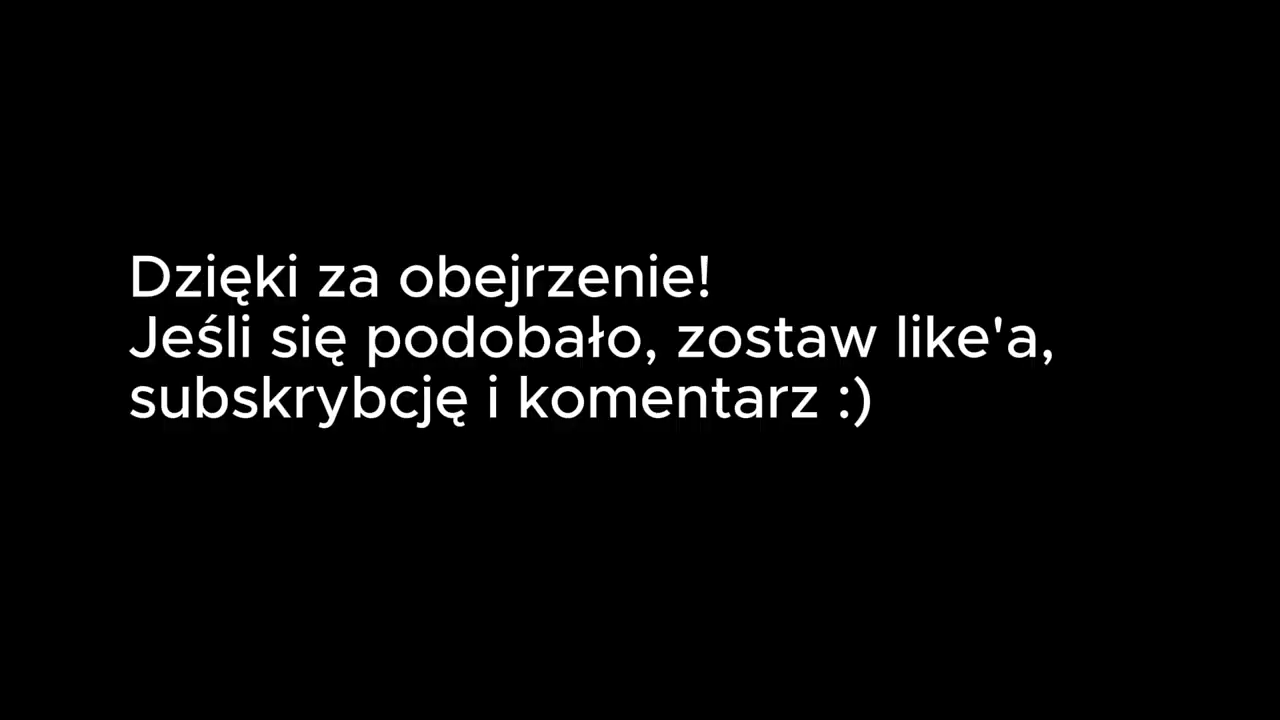 Dzięki za obejrzenie!
Jeśli się podobało, zostaw like'a,
subskrybcję i komentarz :)